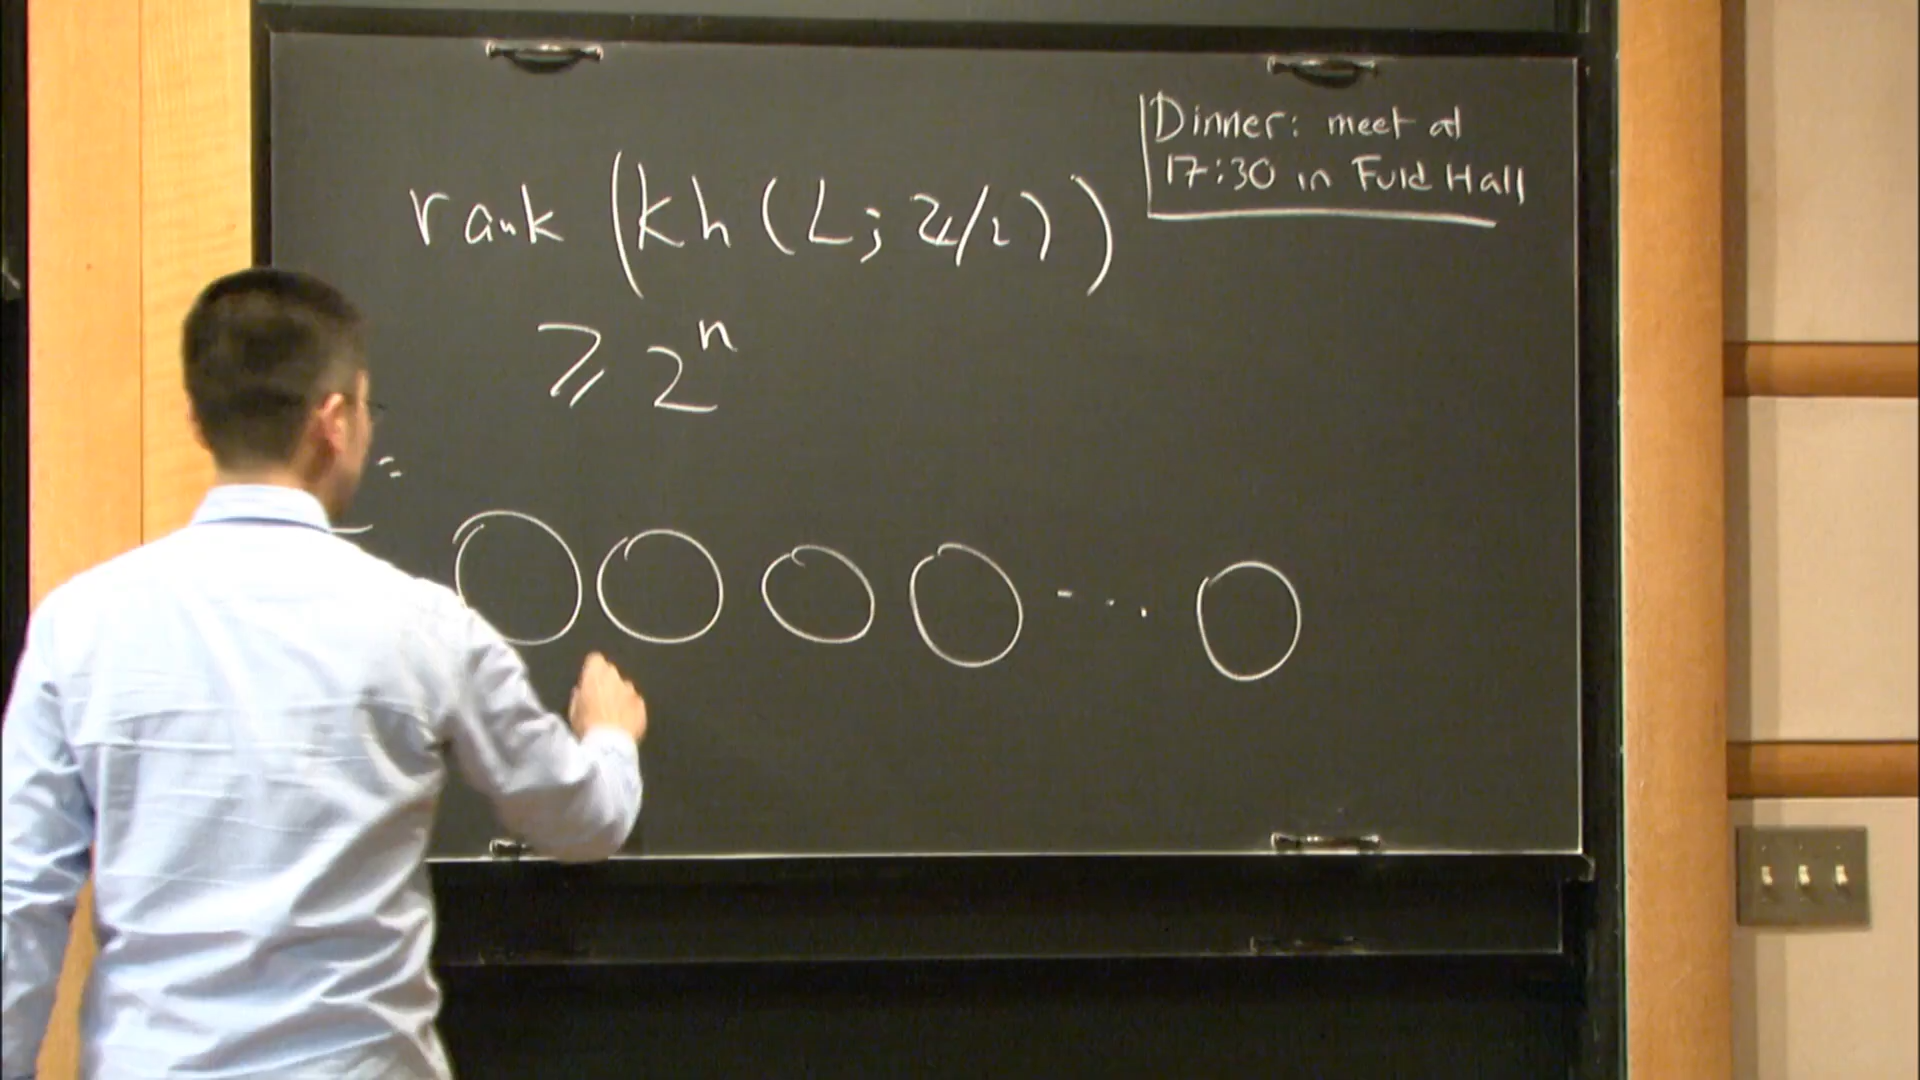 rank (Kh(L; ℤ/2))
≥ 2^n
Dinner: meet at
17:30 in Fuld Hall